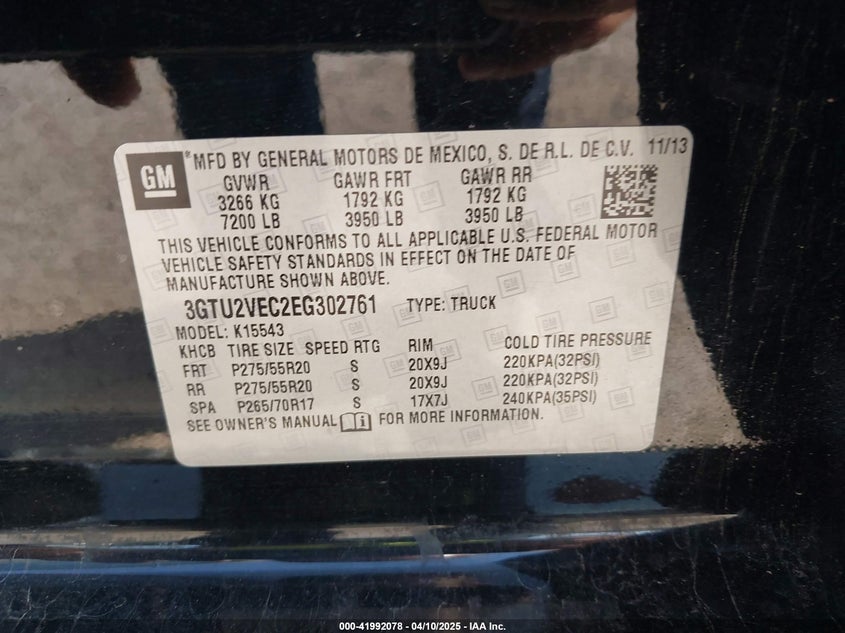 GM ®MFD BY GENERAL MOTORS DE MEXICO, S. DE R.L. DE C.V. 11/13
GVWR GAWR FRT GAWR RR
3266 KG 1792 KG 1792 KG
7200 LB 3950 LB 3950 LB
THIS VEHICLE CONFORMS TO ALL APPLICABLE U.S. FEDERAL MOTOR
VEHICLE SAFETY STANDARDS IN EFFECT ON THE DATE OF
MANUFACTURE SHOWN ABOVE.
3GTU2VEC2EG302761 TYPE: TRUCK
MODEL: K15543
KHCB TIRE SIZE SPEED RTG RIM COLD TIRE PRESSURE
FRT P275/55R20 S 20X9J 220KPA(32PSI)
RR P275/55R20 S 20X9J 220KPA(32PSI)
SPA P265/70R17 S 17X7J 240KPA(35PSI)
SEE OWNER'S MANUAL FOR MORE INFORMATION.
000-41992078 - 04/10/2025 - IAA Inc.